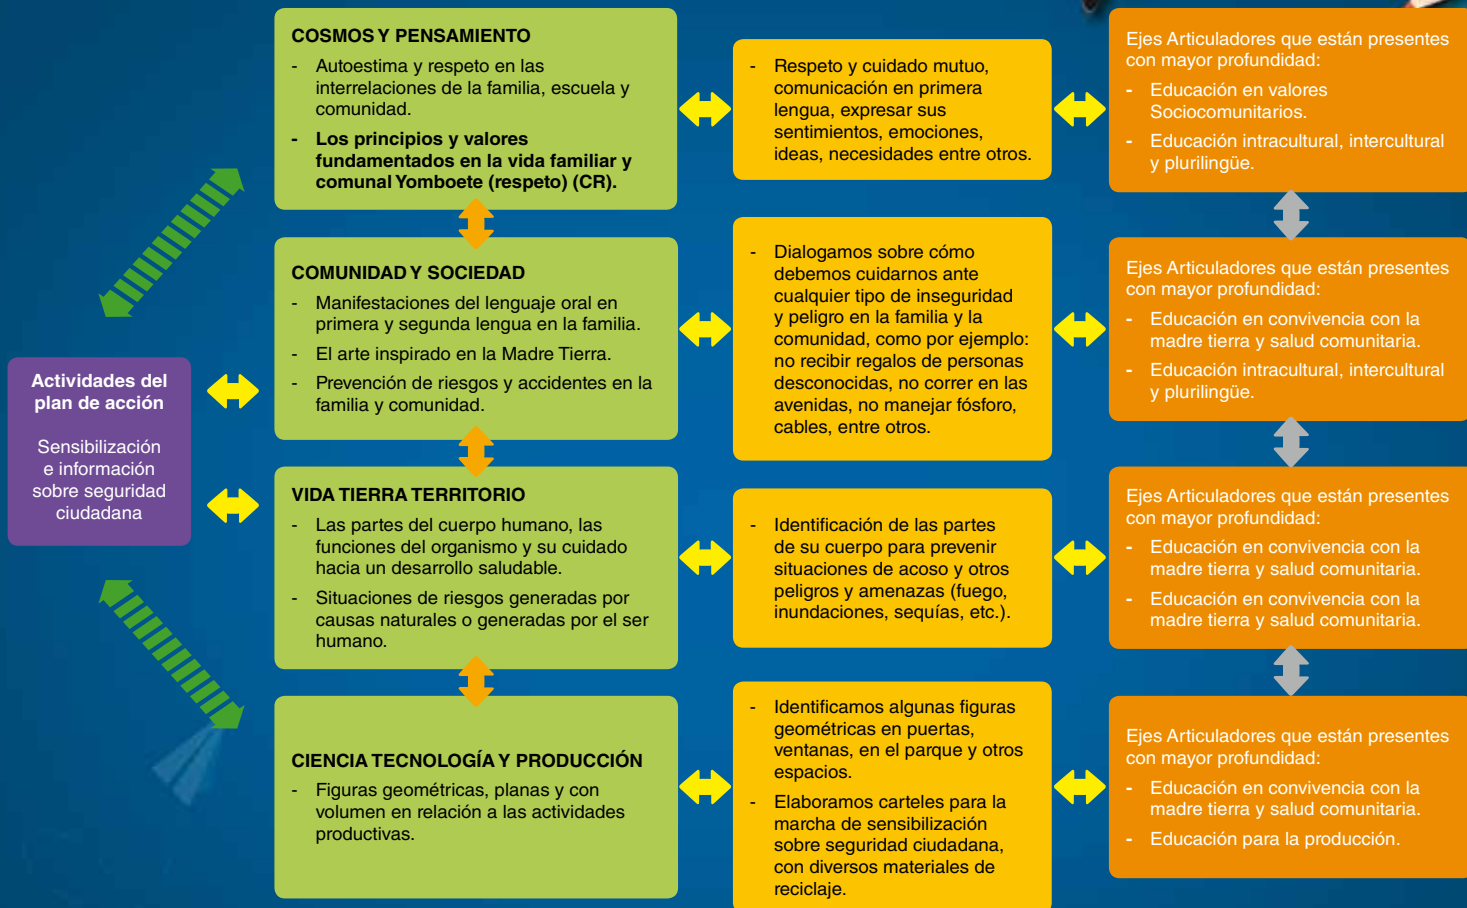 Actividades del
plan de acción
Sensibilización
e información
sobre seguridad
ciudadana
COSMOS Y PENSAMIENTO
- Autoestima y respeto en las
interrelaciones de la familia, escuela y
comunidad.
- Los principios y valores
fundamentados en la vida familiar y
comunal Yomboete (respeto) (CR).
- Respeto y cuidado mutuo,
comunicación en primera
lengua, expresar sus
sentimientos, emociones,
ideas, necesidades entre otros.
Ejes Articuladores que están presentes
con mayor profundidad:
- Educación en valores
Sociocomunitarios.
- Educación intracultural, intercultural
y plurilingüe.
COMUNIDAD Y SOCIEDAD
- Manifestaciones del lenguaje oral en
primera y segunda lengua en la familia.
- El arte inspirado en la Madre Tierra.
- Prevención de riesgos y accidentes en la
familia y comunidad.
- Dialogamos sobre cómo
debemos cuidarnos ante
cualquier tipo de inseguridad
y peligro en la familia y la
comunidad, como por ejemplo:
no recibir regalos de personas
desconocidas, no correr en las
avenidas, no manejar fósforo,
cables, entre otros.
Ejes Articuladores que están presentes
con mayor profundidad:
- Educación en convivencia con la
madre tierra y salud comunitaria.
- Educación intracultural, intercultural
y plurilingüe.
VIDA TIERRA TERRITORIO
- Las partes del cuerpo humano, las
funciones del organismo y su cuidado
hacia un desarrollo saludable.
- Situaciones de riesgos generadas por
causas naturales o generadas por el ser
humano.
- Identificación de las partes
de su cuerpo para prevenir
situaciones de acoso y otros
peligros y amenazas (fuego,
inundaciones, sequías, etc.).
Ejes Articuladores que están presentes
con mayor profundidad:
- Educación en convivencia con la
madre tierra y salud comunitaria.
- Educación en convivencia con la
madre tierra y salud comunitaria.
CIENCIA TECNOLOGÍA Y PRODUCCIÓN
- Figuras geométricas, planas y con
volumen en relación a las actividades
productivas.
- Identificamos algunas figuras
geométricas en puertas,
ventanas, en el parque y otros
espacios.
- Elaboramos carteles para la
marcha de sensibilización
sobre seguridad ciudadana,
con diversos materiales de
reciclaje.
Ejes Articuladores que están presentes
con mayor profundidad:
- Educación en convivencia con la
madre tierra y salud comunitaria.
- Educación para la producción.